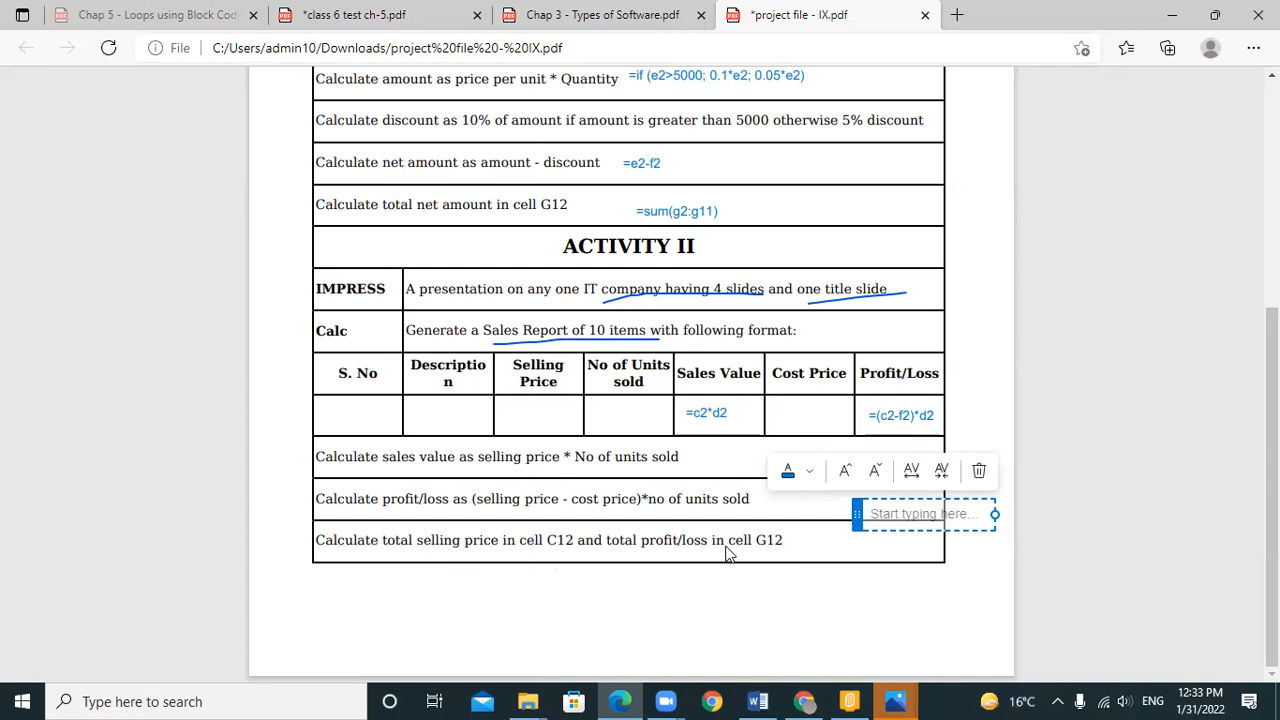 Chap 5 - Loops using Block Cod
*class 6 test ch-5.pdf
Chap 3 - Types of Software.pdf
*project file - IX.pdf
File
C:/Users/admin10/Downloads/project%20file%20-%20IX.pdf
Calculate amount as price per unit * Quantity =if (e2>5000; 0.1*e2; 0.05*e2)
Calculate discount as 10% of amount if amount is greater than 5000 otherwise 5% discount
Calculate net amount as amount - discount =e2-f2
Calculate total net amount in cell G12 =sum(g2:g11)
ACTIVITY II
IMPRESS A presentation on any one IT company having 4 slides and one title slide
Calc Generate a Sales Report of 10 items with following format:
S. No
Descriptio
n
Selling
Price
No of Units
sold
Sales Value
Cost Price
Profit/Loss
=c2*d2
=(c2-f2)*d2
Calculate sales value as selling price * No of units sold
A A A AV AV
Calculate profit/loss as (selling price - cost price)*no of units sold
Start typing here...
Calculate total selling price in cell C12 and total profit/loss in cell G12
Type here to search
16°C
ENG
12:33 PM
1/31/2022